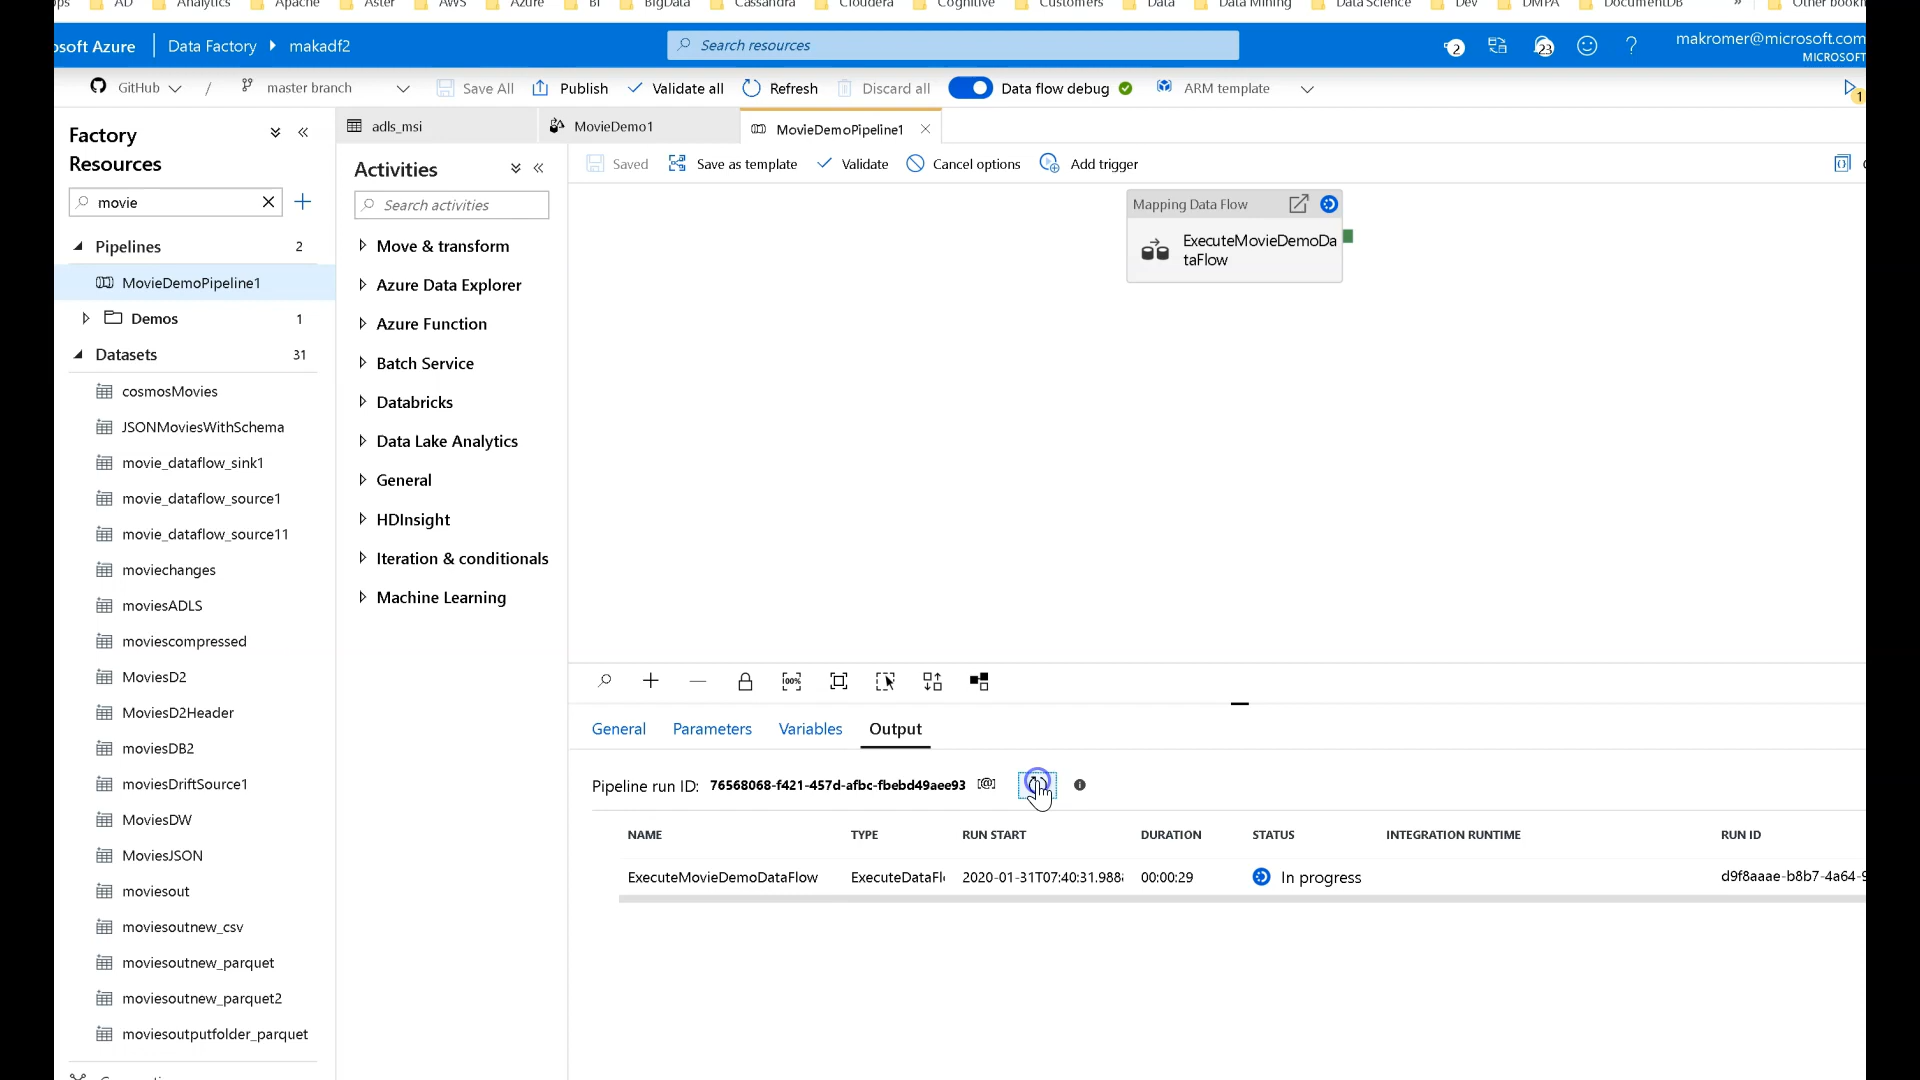 AD Analytics Apache Aster AWS Azure BI BigData Cassandra Cloudera Cognitive Customers Data Data Mining Data Science Dev DMPA DocumentDB » Other bookm
osoft Azure Data Factory makadf2 Search resources 2 23 ? makromer@microsoft.com
MICROSOFT
GitHub / master branch Save All Publish Validate all Refresh Discard all Data flow debug ARM template 1
Factory Resources
movie
Pipelines 2
MovieDemoPipeline1
Demos 1
Datasets 31
cosmosMovies
JSONMoviesWithSchema
movie_dataflow_sink1
movie_dataflow_source1
movie_dataflow_source11
moviechanges
moviesADLS
moviescompressed
MoviesD2
MoviesD2Header
moviesDB2
moviesDriftSource1
MoviesDW
MoviesJSON
moviesout
moviesoutnew_csv
moviesoutnew_parquet
moviesoutnew_parquet2
moviesoutputfolder_parquet
adls_msi MovieDemo1 MovieDemoPipeline1
Activities
Search activities
Move & transform
Azure Data Explorer
Azure Function
Batch Service
Databricks
Data Lake Analytics
General
HDInsight
Iteration & conditionals
Machine Learning
Saved Save as template Validate Cancel options Add trigger
Mapping Data Flow
ExecuteMovieDemoDa
taFlow
100%
General Parameters Variables Output
Pipeline run ID: 76568068-f421-457d-afbc-fbebd49aee93 [@]
NAME TYPE RUN START DURATION STATUS INTEGRATION RUNTIME RUN ID
ExecuteMovieDemoDataFlow ExecuteDataFl 2020-01-31T07:40:31.988 00:00:29 In progress d9f8aaae-b8b7-4a64-9